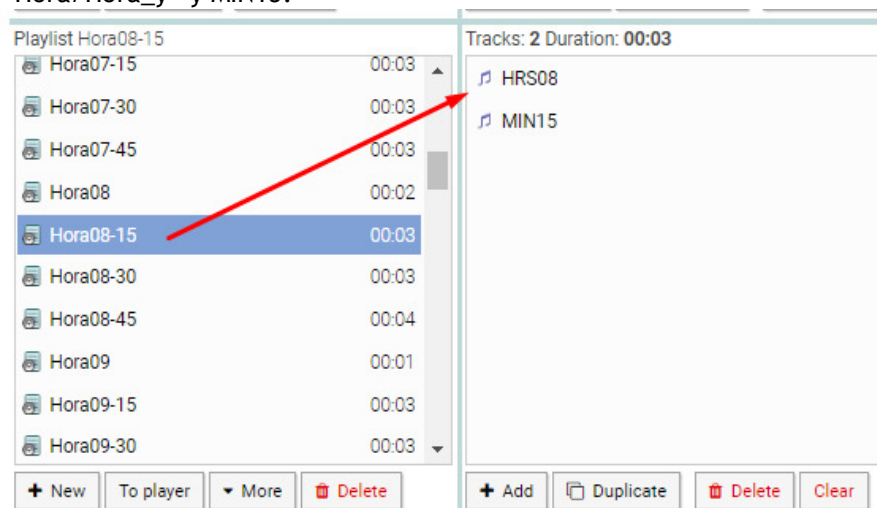 y MIN15.
Playlist Hora08-15
Hora07-15 00:03
Hora07-30 00:03
Hora07-45 00:03
Hora08 00:02
Hora08-15 00:03
Hora08-30 00:03
Hora08-45 00:04
Hora09 00:01
Hora09-15 00:03
Hora09-30 00:03
+ New To player More Delete
Tracks: 2 Duration: 00:03
HRS08
MIN15
+ Add Duplicate Delete Clear